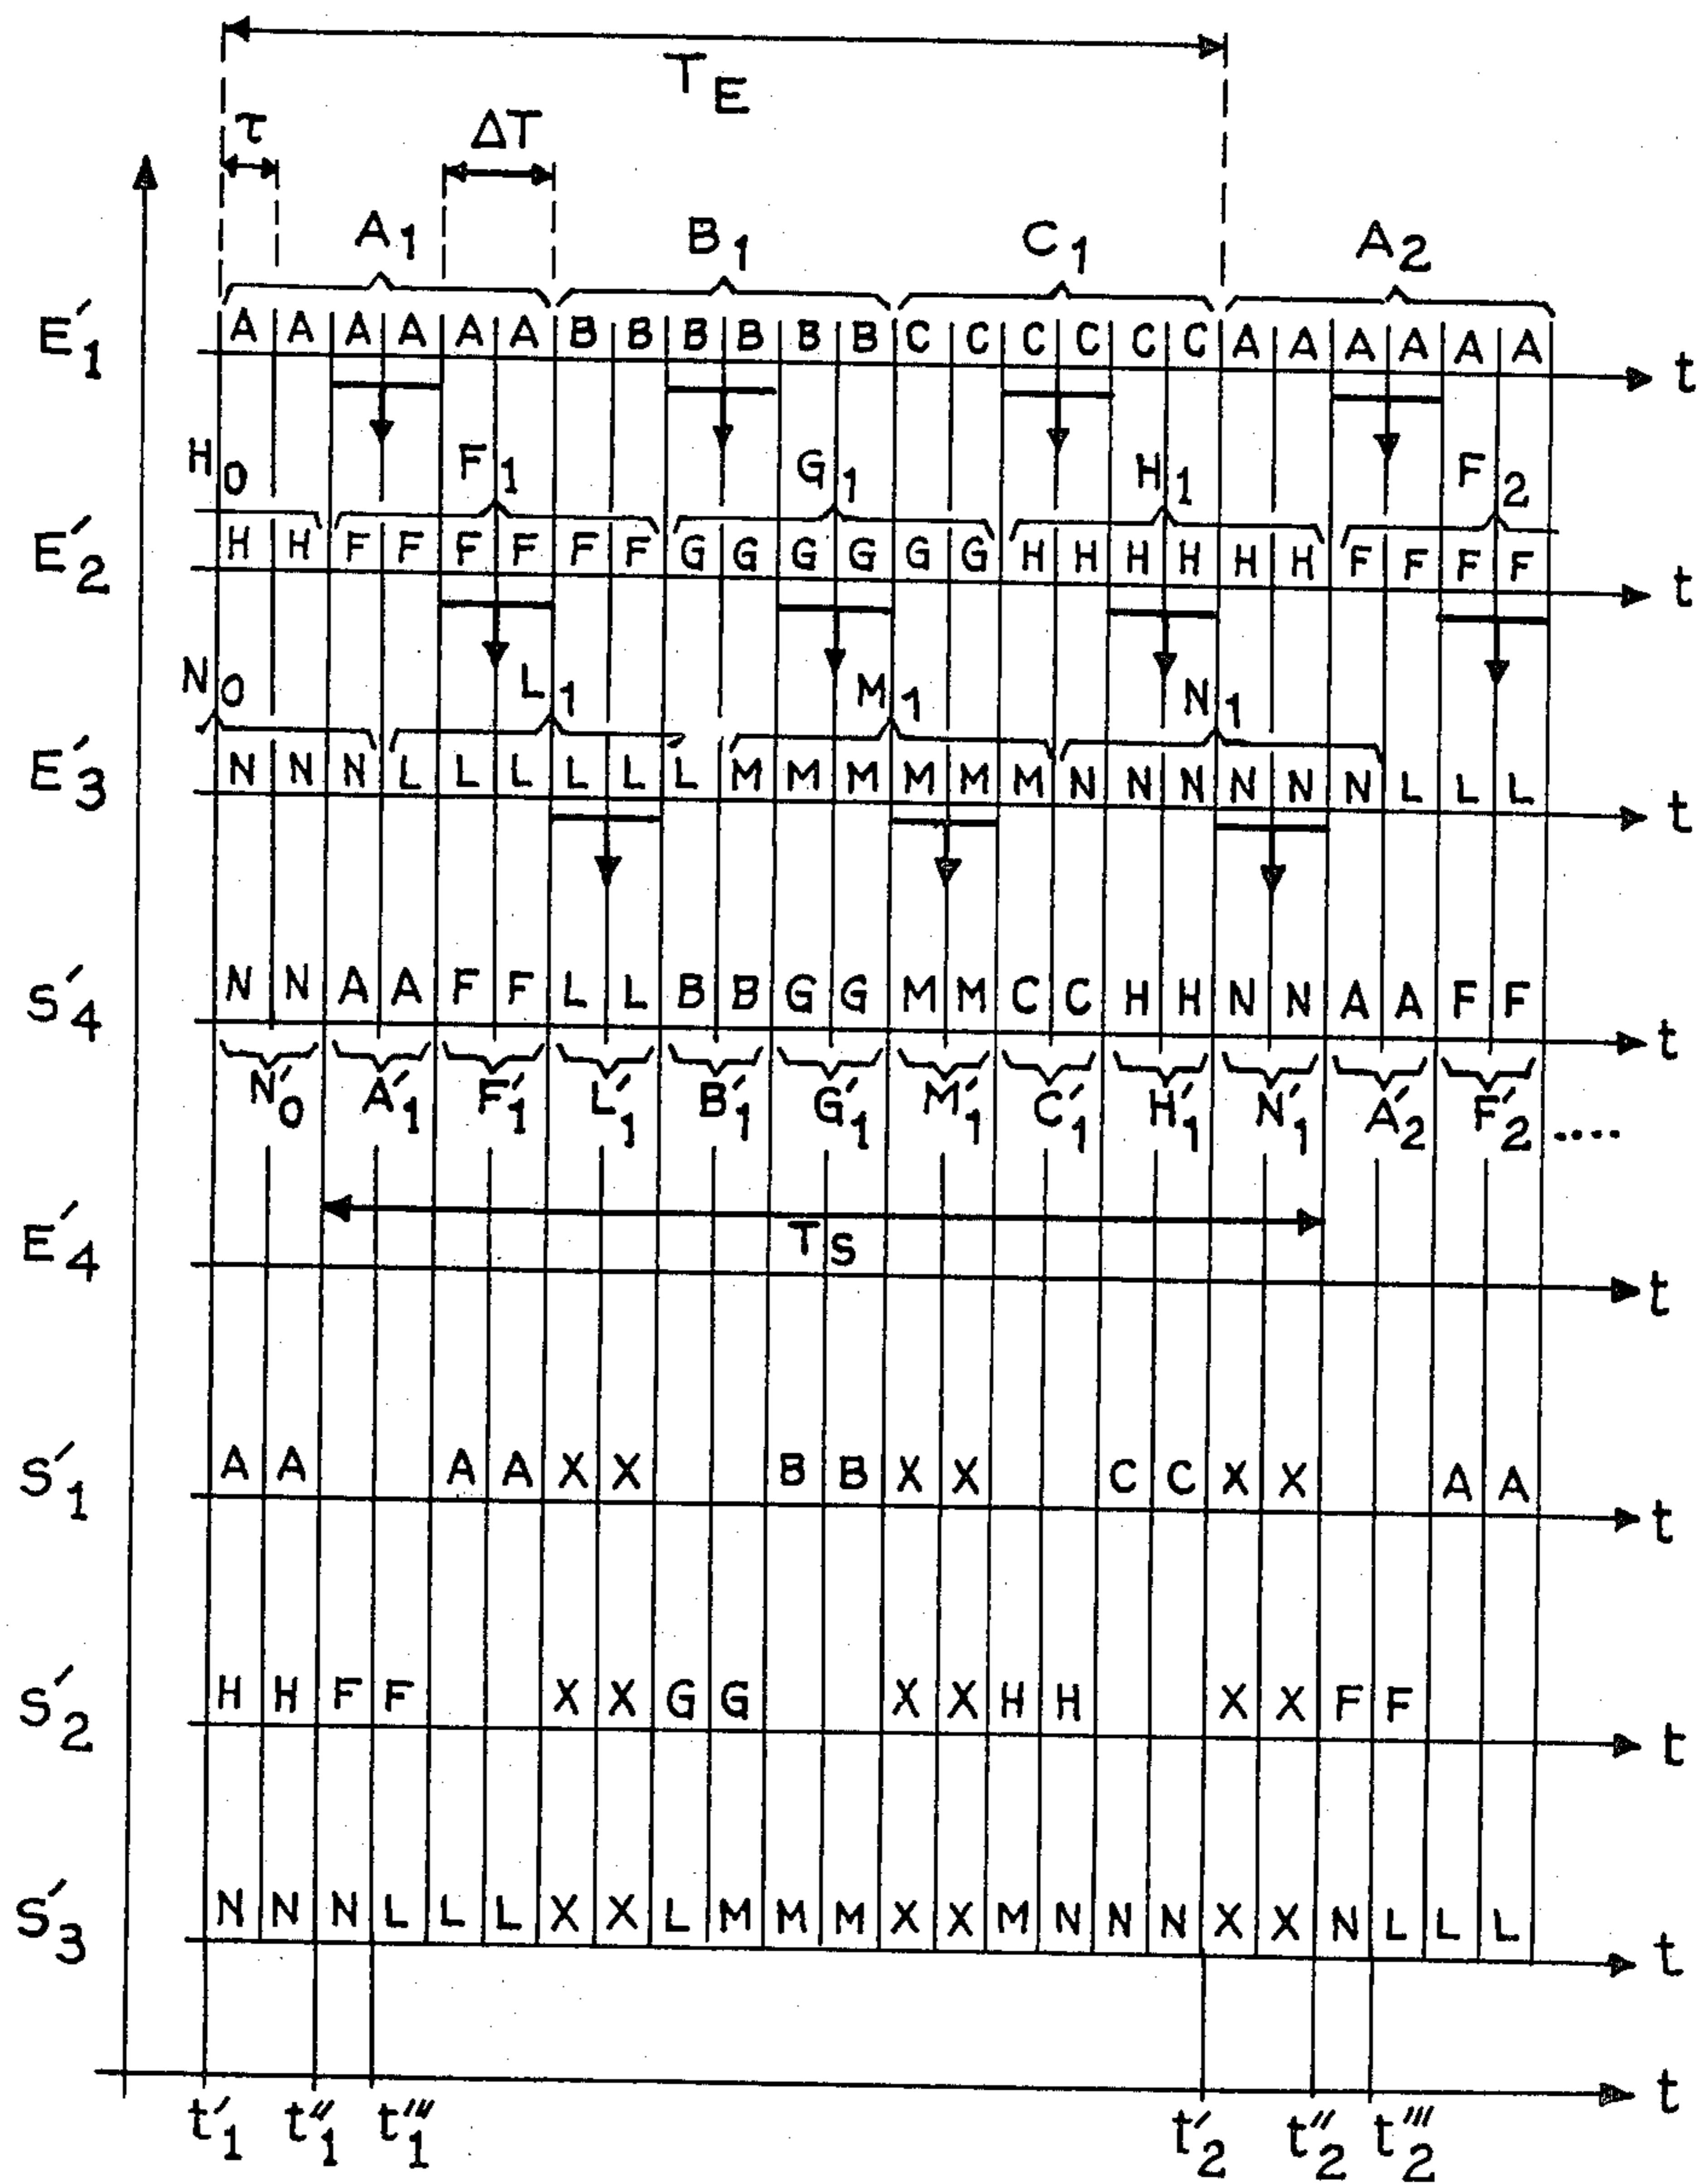 T_E
τ ΔT
A₁ B₁ C₁ A₂
E′₁ A A A A A A B B B B B B C C C C C C A A A A A A t
H₀ F₁ G₁ H₁ F₂
E′₂ H H F F F F F F G G G G G G H H H H H H F F F F t
N₀ L₁ M₁ N₁
E′₃ N N N L L L L L L M M M M M M N N N N N N L L L t
S′₄ N N A A F F L L B B G G M M C C H H N N A A F F t
N′₀ A′₁ F′₁ L′₁ B′₁ G′₁ M′₁ C′₁ H′₁ N′₁ A′₂ F′₂ ....
T_S
E′₄ t
S′₁ A A A A X X B B X X C C X X A A t
S′₂ H H F F X X G G X X H H X X F F t
S′₃ N N N L L L X X L M M M X X M N N N X X N L L L t
t
t′₁ t″₁ t‴₁ t′₂ t″₂ t‴₂